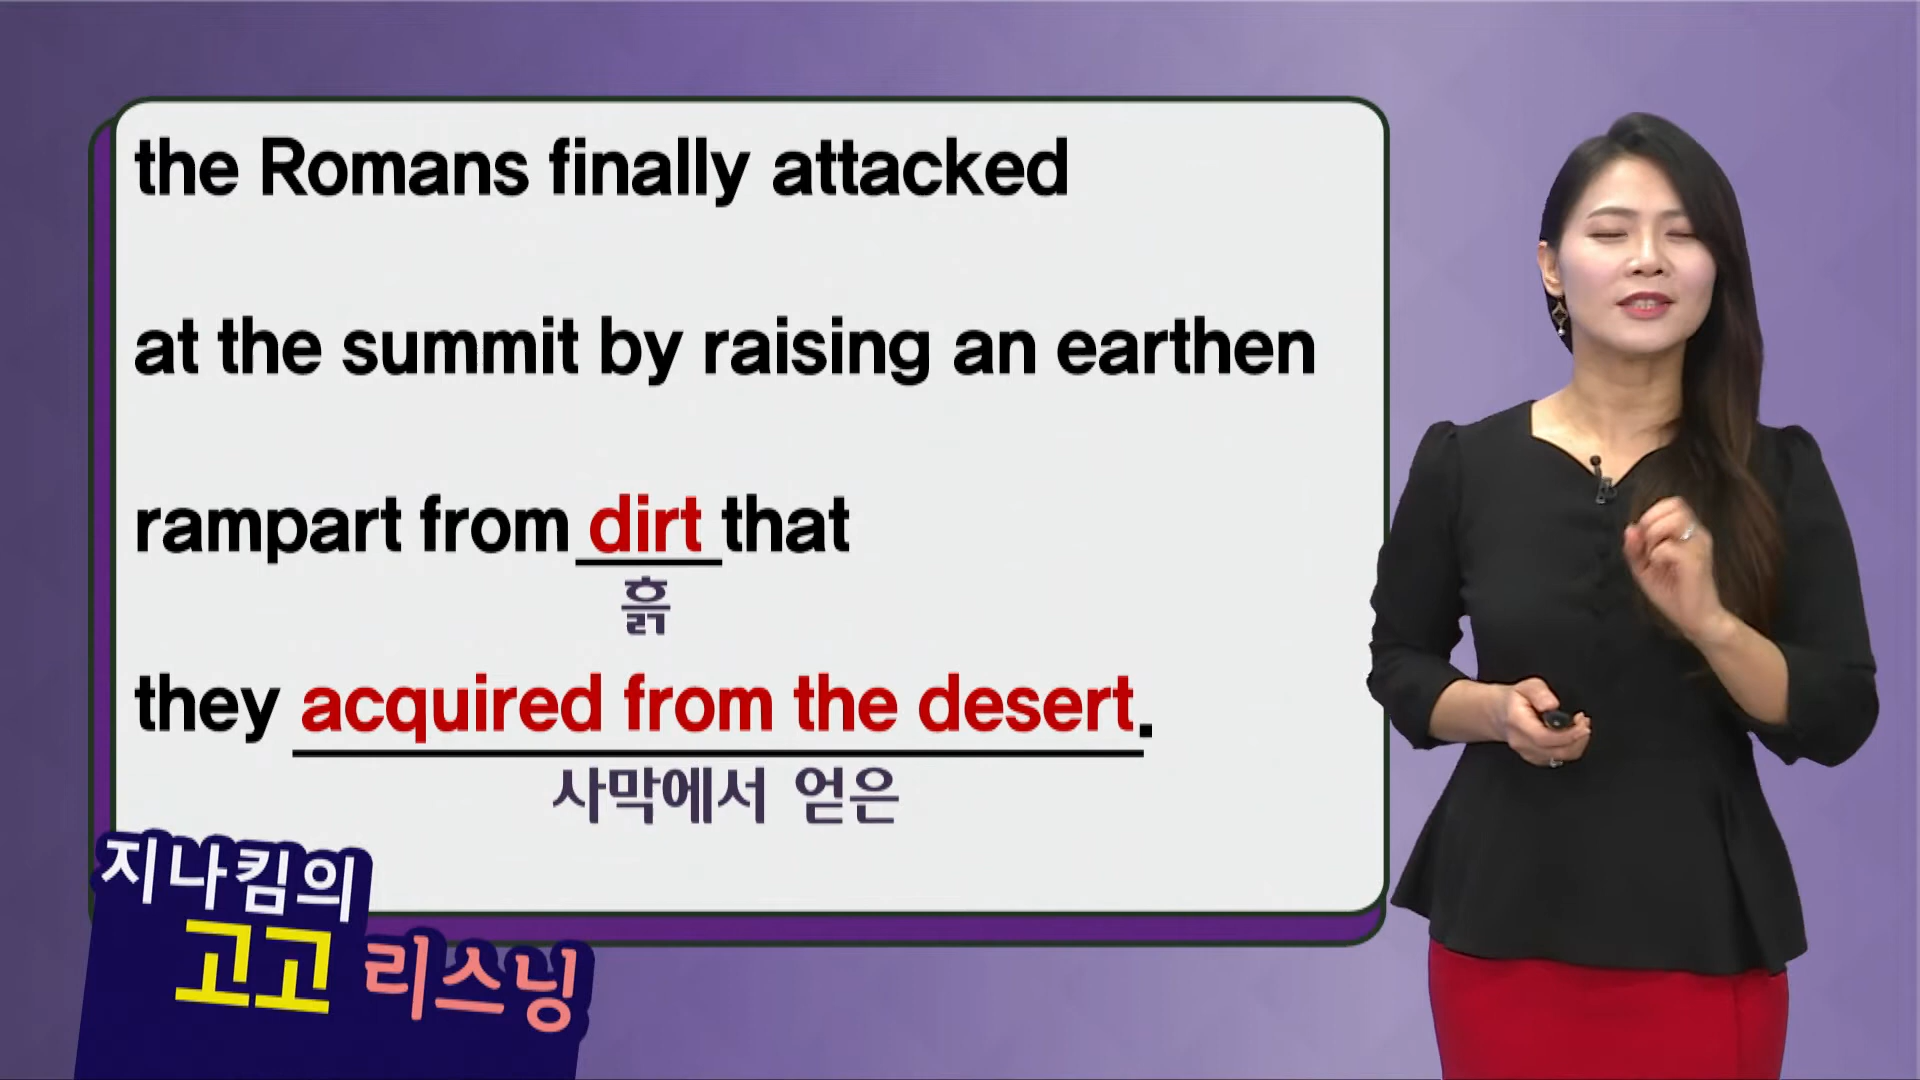 the Romans finally attacked
at the summit by raising an earthen
rampart from dirt that
흙
they acquired from the desert.
사막에서 얻은
지나킴의
고고 리스닝